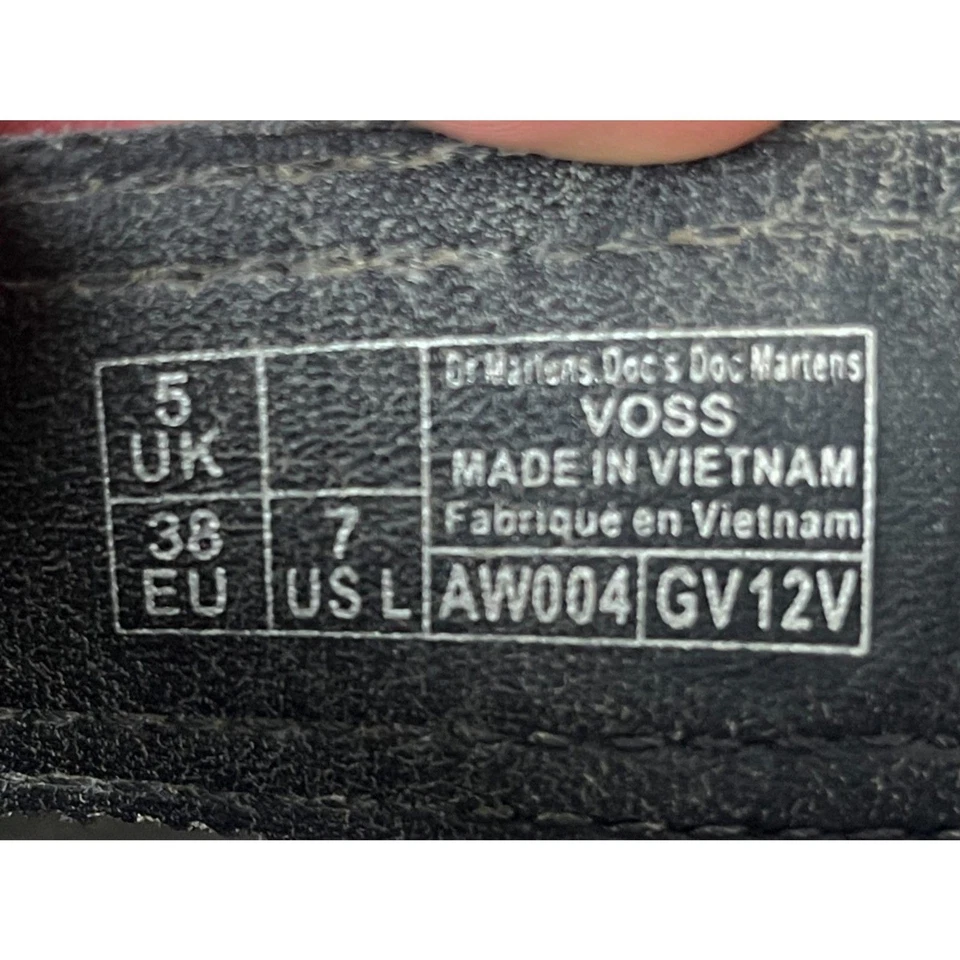 5
UK
38
EU
7
US L
Dr Martens.Doc's Doc Martens
VOSS
MADE IN VIETNAM
Fabriqué en Vietnam
AW004
GV12V